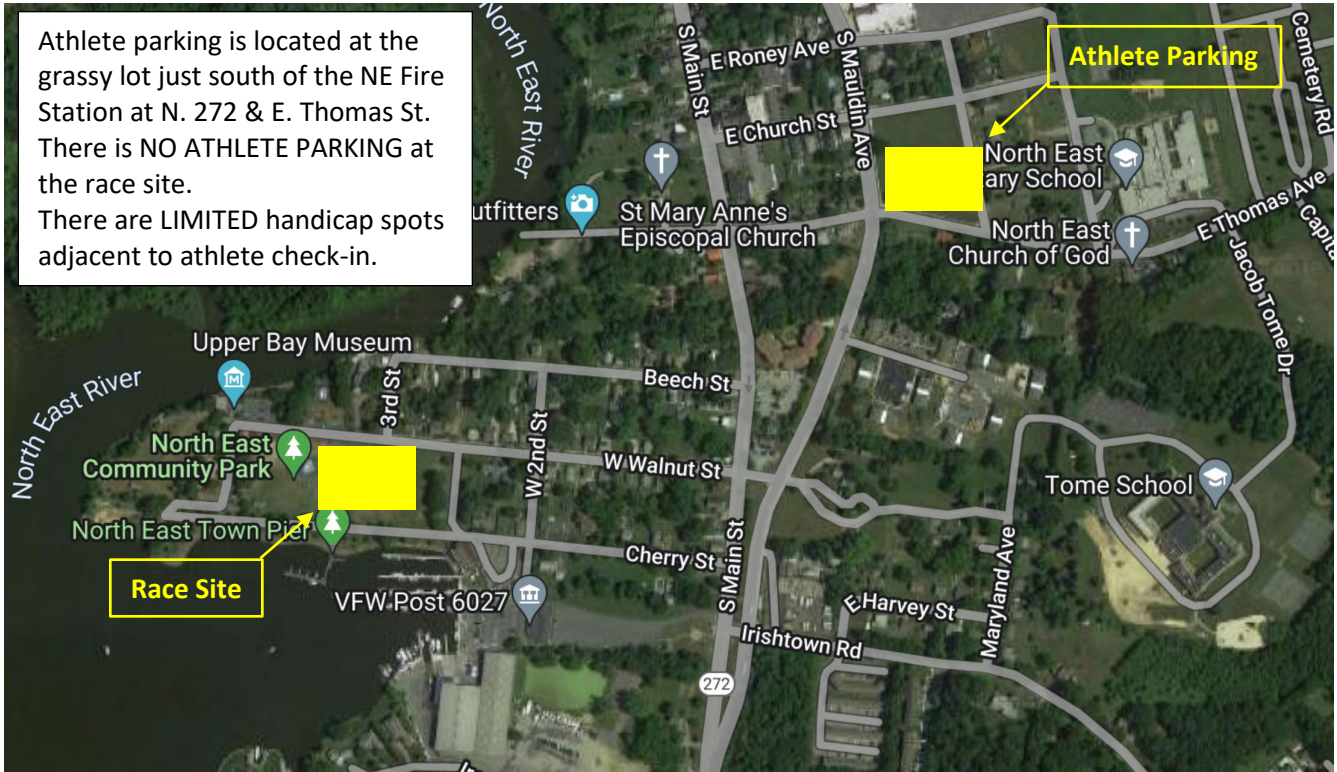 Athlete parking is located at the
grassy lot just south of the NE Fire
Station at N. 272 & E. Thomas St.
There is NO ATHLETE PARKING at
the race site.
There are LIMITED handicap spots
adjacent to athlete check-in.
North East River
S Main St
E Roney Ave
S Mauldin Ave
Athlete Parking
Cemetery Rd
E Church St
North East
ary School
utfitters
St Mary Anne's
Episcopal Church
North East
Church of God
E Thomas Ave
Capit
Jacob Tome Dr
Upper Bay Museum
North East River
3rd St
Beech St
North East
Community Park
W 2nd St
W Walnut St
Tome School
North East Town Pier
Cherry St
S Main St
Maryland Ave
Race Site
VFW Post 6027
E Harvey St
Irishtown Rd
272